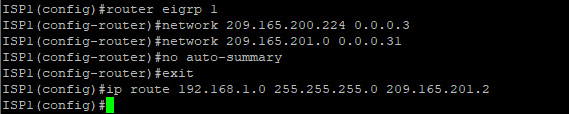 ISP1(config)#router eigrp 1
ISP1(config-router)#network 209.165.200.224 0.0.0.3
ISP1(config-router)#network 209.165.201.0 0.0.0.31
ISP1(config-router)#no auto-summary
ISP1(config-router)#exit
ISP1(config)#ip route 192.168.1.0 255.255.255.0 209.165.201.2
ISP1(config)#